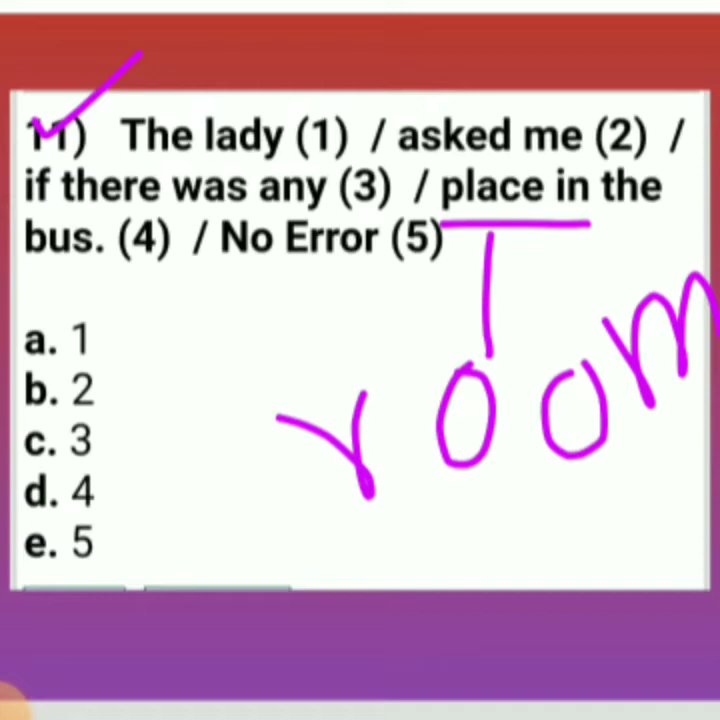 11) The lady (1) / asked me (2) /
if there was any (3) / place in the
bus. (4) / No Error (5)
room
a. 1
b. 2
c. 3
d. 4
e. 5